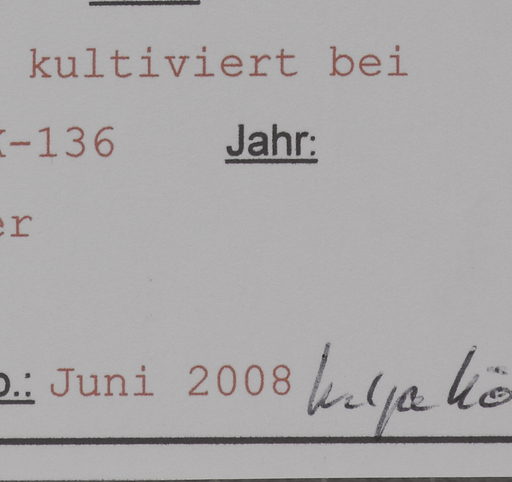 kultiviert bei
K-136 Jahr:
er
o.: Juni 2008